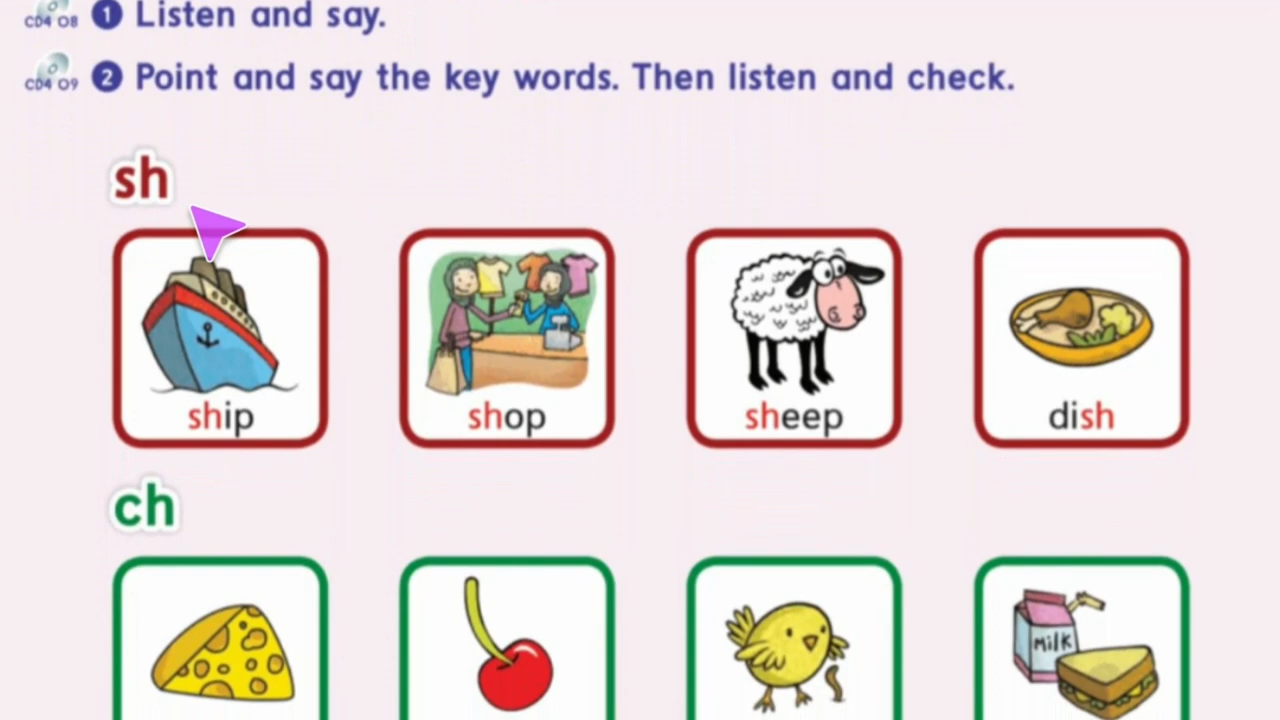 CD4 08 1 Listen and say.
CD4 09 2 Point and say the key words. Then listen and check.
sh
ship shop sheep dish
ch
Milk